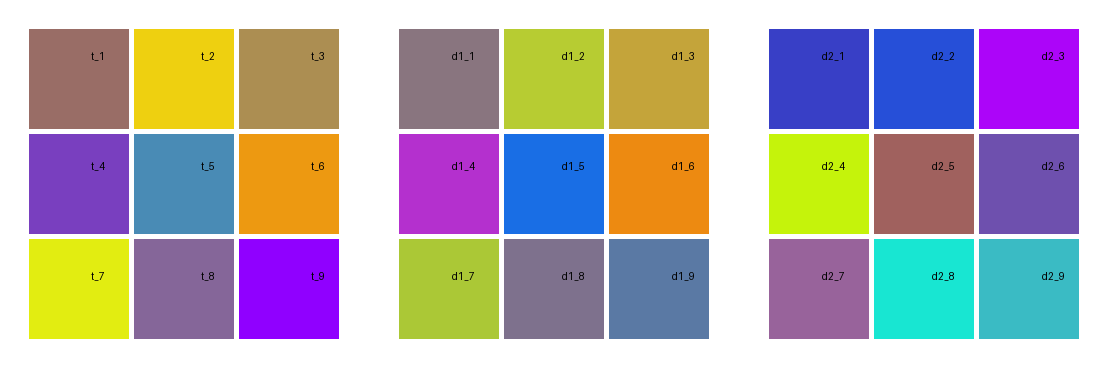 t_1 t_2 t_3 d1_1 d1_2 d1_3 d2_1 d2_2 d2_3
t_4 t_5 t_6 d1_4 d1_5 d1_6 d2_4 d2_5 d2_6
t_7 t_8 t_9 d1_7 d1_8 d1_9 d2_7 d2_8 d2_9